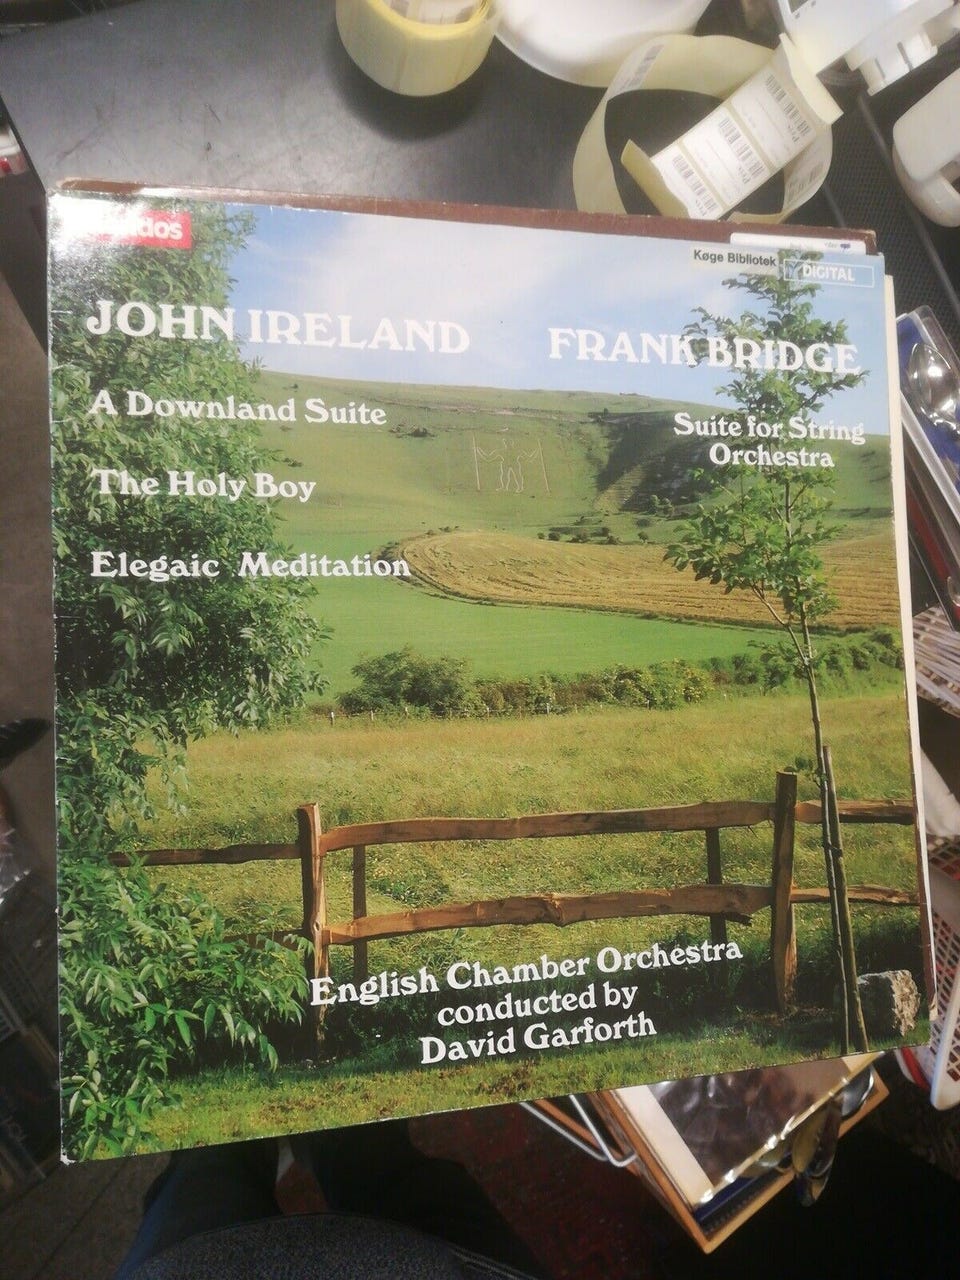 Køge Bibliotek
DIGITAL
JOHN IRELAND
FRANK BRIDGE
A Downland Suite
Suite for String
Orchestra
The Holy Boy
Elegaic Meditation
English Chamber Orchestra
conducted by
David Garforth